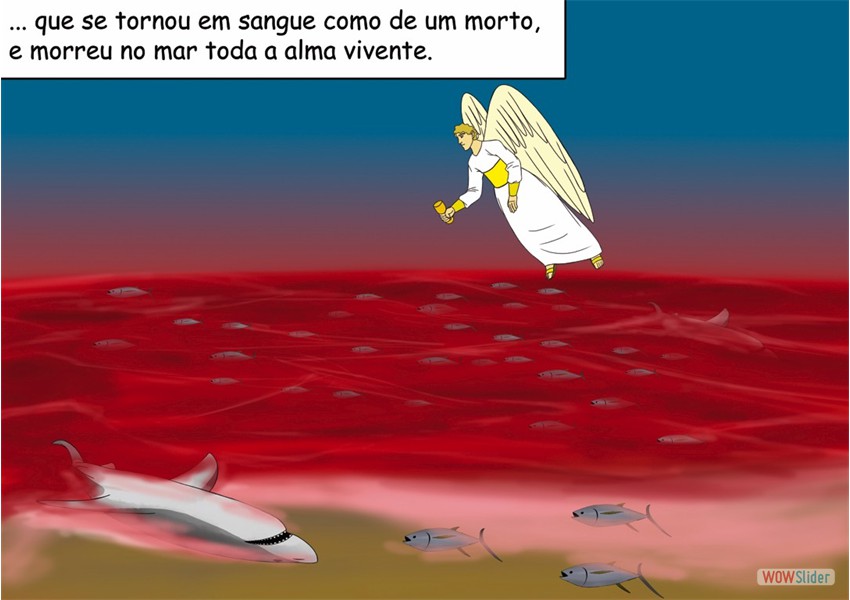 ... que se tornou em sangue como de um morto,
e morreu no mar toda a alma vivente.
WOWSlider